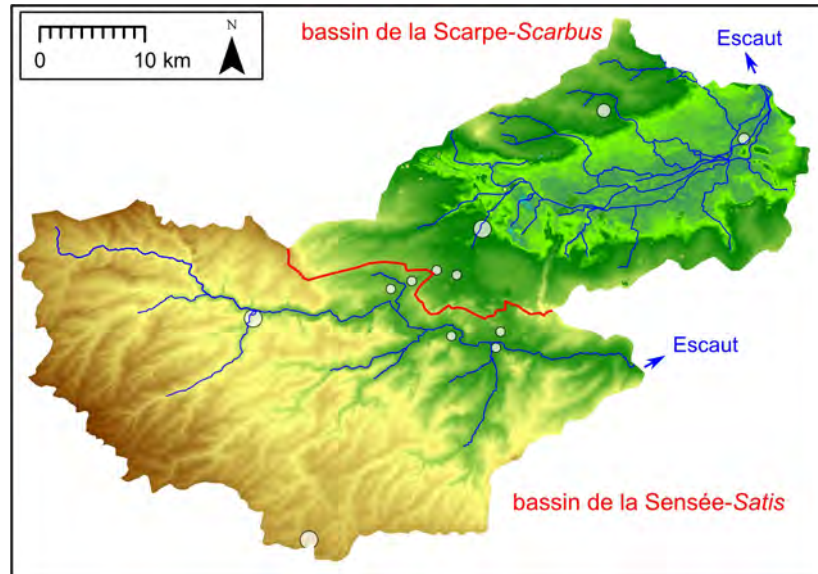 bassin de la Scarpe-Scarbus
N
0 10 km
Escaut
Escaut
bassin de la Sensée-Satis